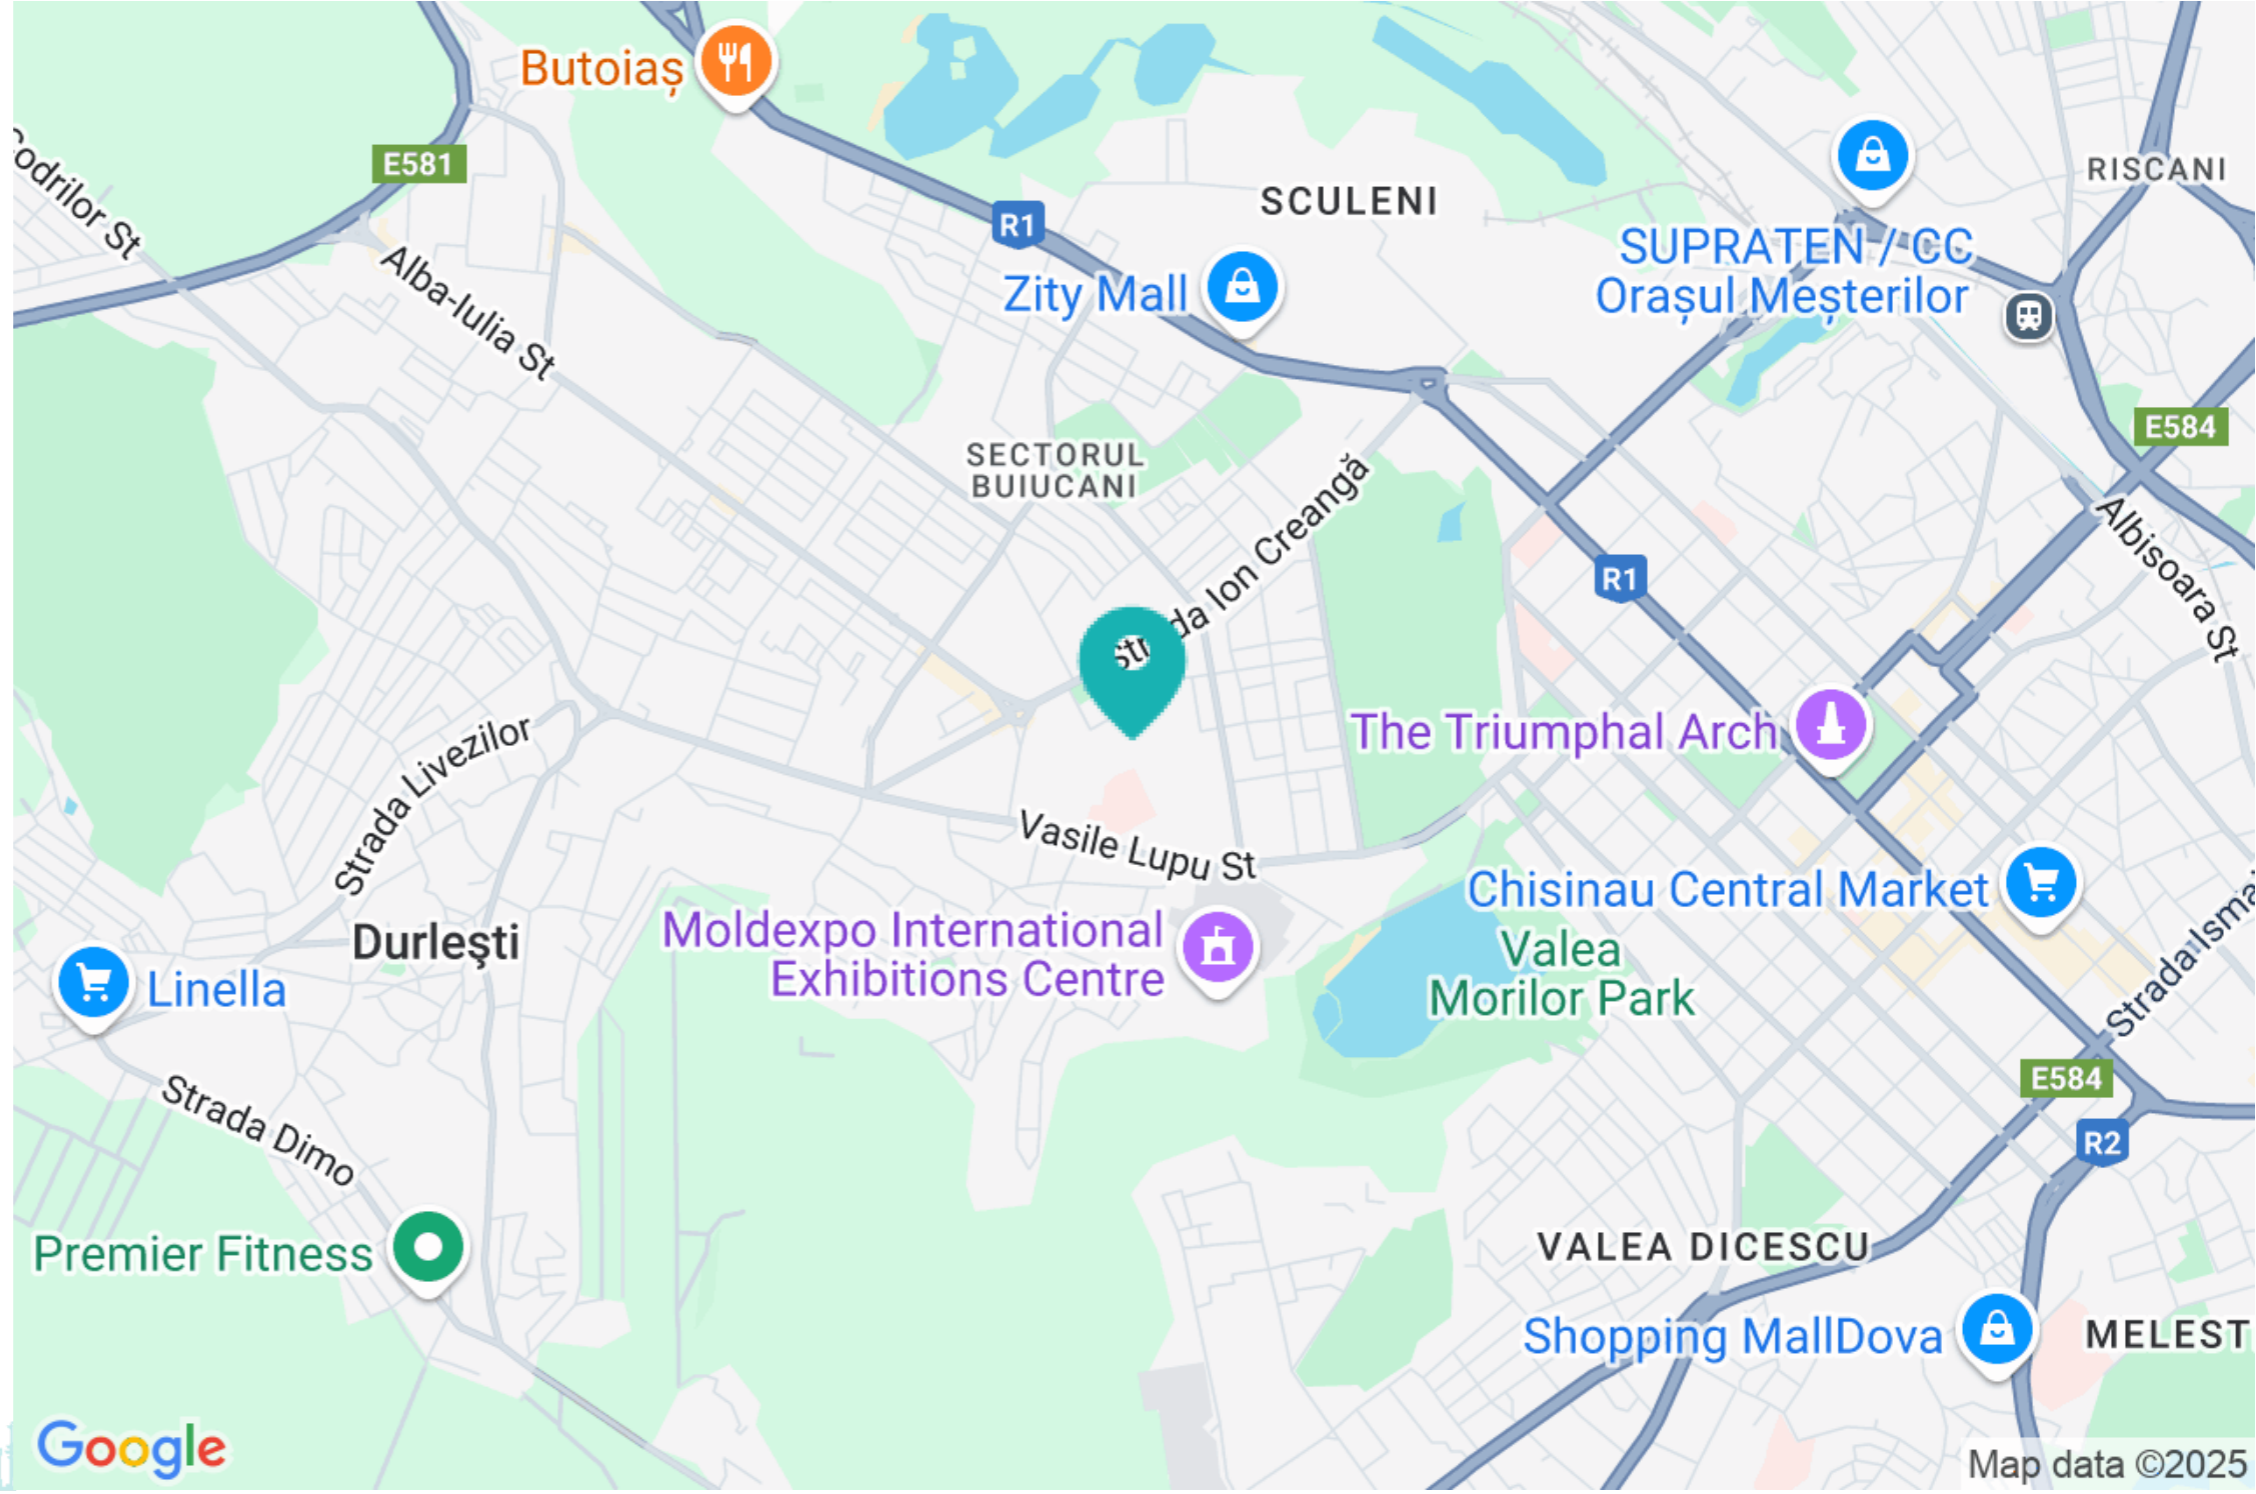 Butoiaș
E581
Codrilor St
Alba-Iulia St
R1
SCULENI
RISCANI
SUPRATEN / CC
Orașul Meșterilor
Zity Mall
E584
SECTORUL
BUIUCANI
Strada Ion Creangă
R1
Albisoara St
The Triumphal Arch
Strada Livezilor
Vasile Lupu St
Chisinau Central Market
Durleşti
Moldexpo International
Exhibitions Centre
Valea
Morilor Park
Linella
Strada Isma
E584
R2
Strada Dimo
Premier Fitness
VALEA DICESCU
Shopping MallDova
MELEST
Google
Map data ©2025